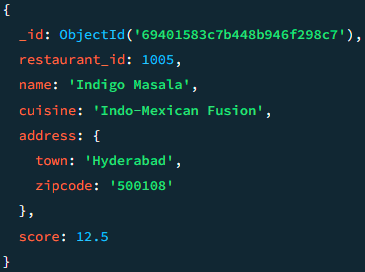 {
  _id: ObjectId('69401583c7b448b946f298c7'),
  restaurant_id: 1005,
  name: 'Indigo Masala',
  cuisine: 'Indo-Mexican Fusion',
  address: {
    town: 'Hyderabad',
    zipcode: '500108'
  },
  score: 12.5
}